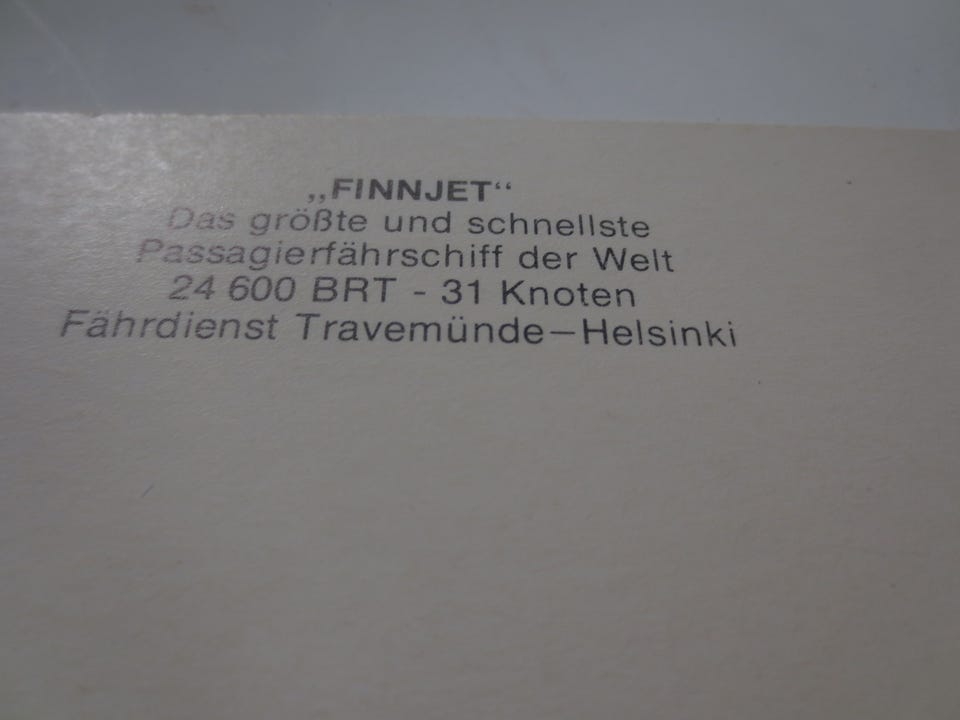 „FINNJET“
Das größte und schnellste
Passagierfährschiff der Welt
24 600 BRT - 31 Knoten
Fährdienst Travemünde—Helsinki